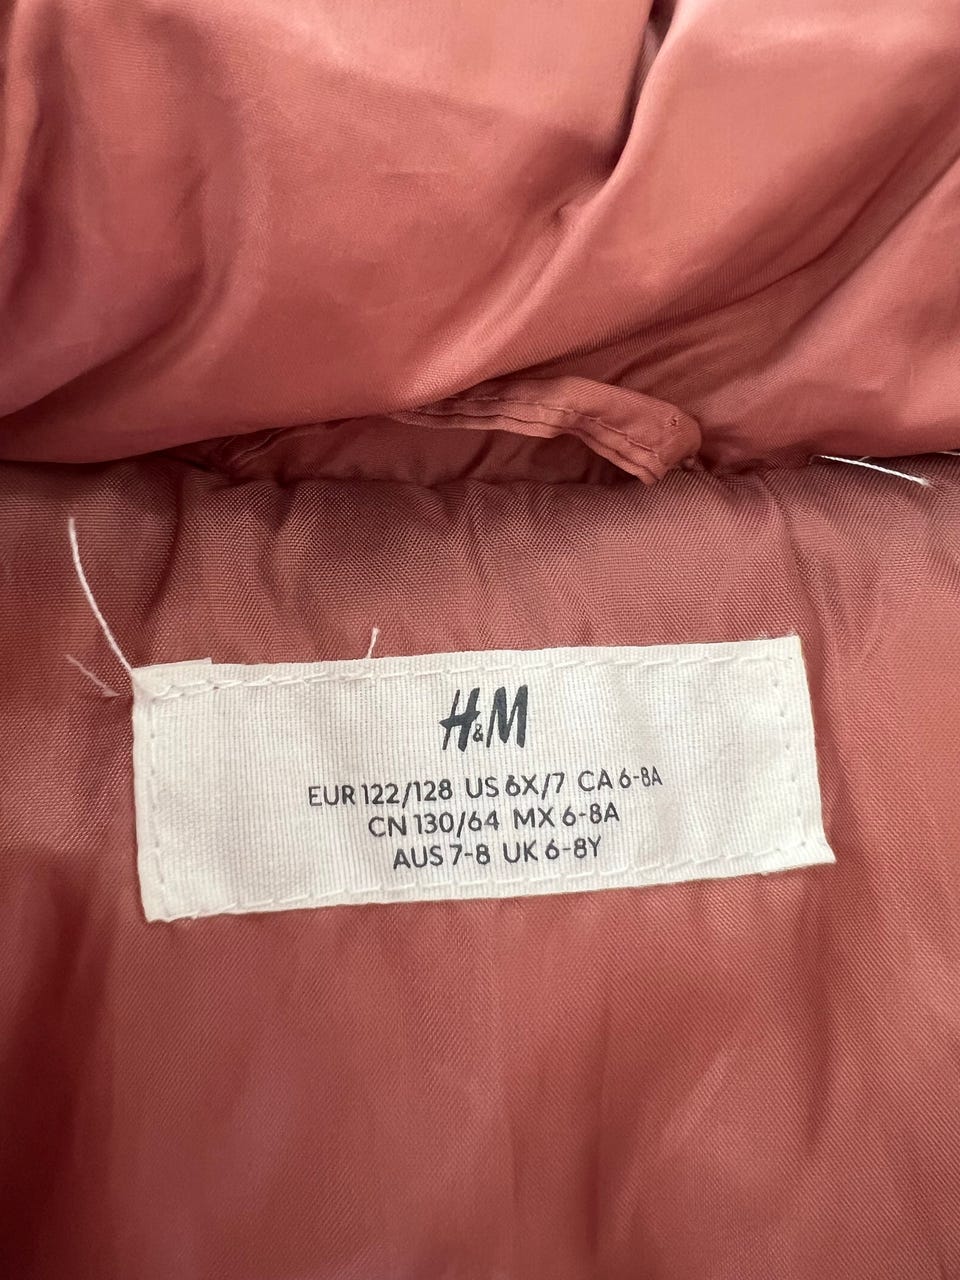 H&M
EUR 122/128 US 6X/7 CA 6-8A
CN 130/64 MX 6-8A
AUS 7-8 UK 6-8Y